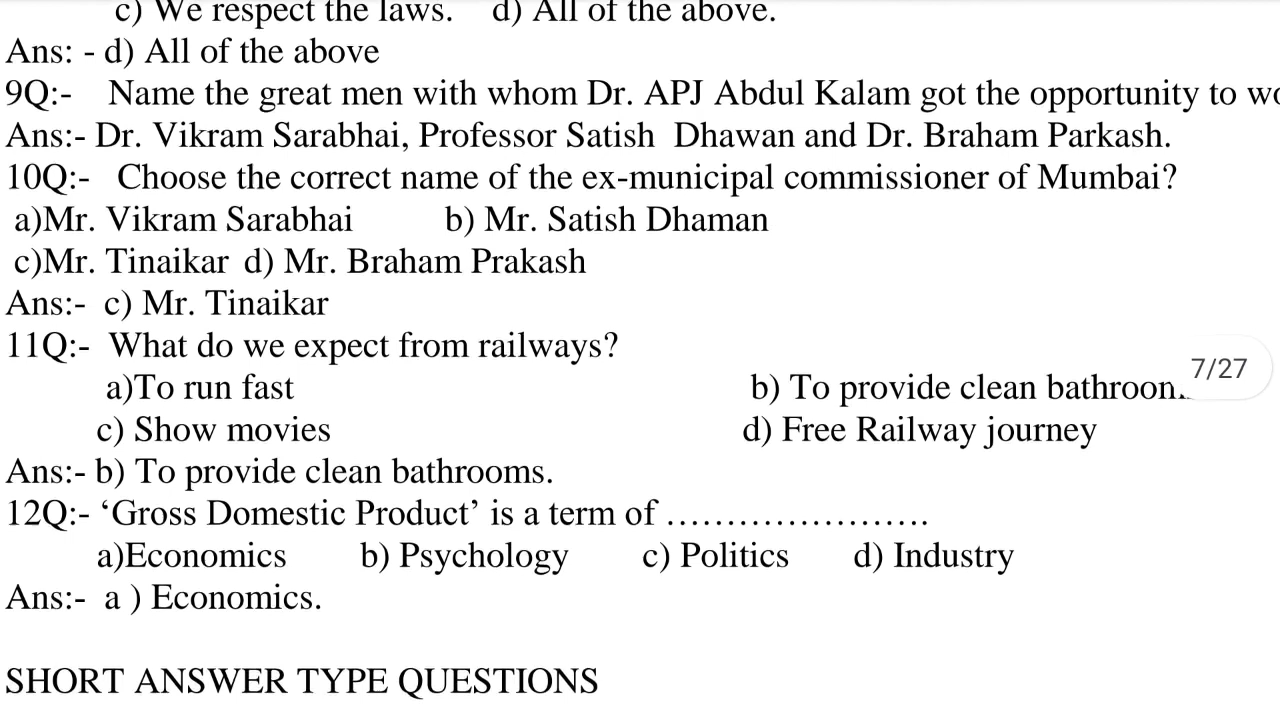 c) We respect the laws. d) All of the above.
Ans: - d) All of the above
9Q:- Name the great men with whom Dr. APJ Abdul Kalam got the opportunity to
Ans:- Dr. Vikram Sarabhai, Professor Satish Dhawan and Dr. Braham Parkash.
10Q:- Choose the correct name of the ex-municipal commissioner of Mumbai?
a)Mr. Vikram Sarabhai b) Mr. Satish Dhaman
c)Mr. Tinaikar d) Mr. Braham Prakash
Ans:- c) Mr. Tinaikar
11Q:- What do we expect from railways?
7/27
a)To run fast b) To provide clean
c) Show movies d) Free Railway journey
Ans:- b) To provide clean bathrooms.
12Q:- ‘Gross Domestic Product’ is a term of ......................
a)Economics b) Psychology c) Politics d) Industry
Ans:- a ) Economics.
SHORT ANSWER TYPE QUESTIONS